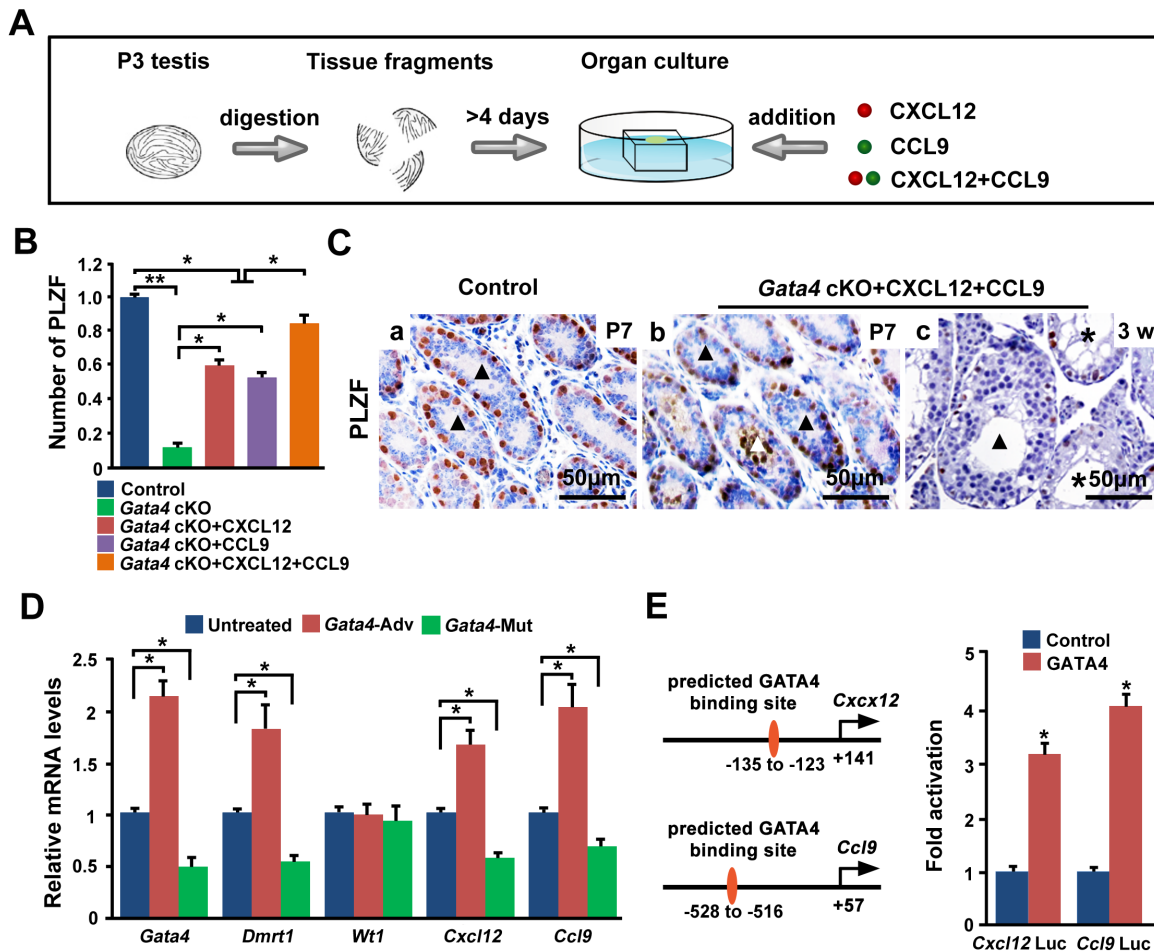 A
P3 testis
Tissue fragments
Organ culture
digestion
>4 days
addition
CXCL12
CCL9
CXCL12+CCL9
B
Number of PLZF
1.2
1.0
0.8
0.6
0.4
0.2
0
*
*
**
*
*
Control
Gata4 cKO
Gata4 cKO+CXCL12
Gata4 cKO+CCL9
Gata4 cKO+CXCL12+CCL9
C
Control
Gata4 cKO+CXCL12+CCL9
PLZF
a
P7
50µm
b
P7
50µm
c
3 w
*
*
50µm
D
Untreated
Gata4-Adv
Gata4-Mut
Relative mRNA levels
2.5
2
1.5
1
0.5
0
*
*
*
*
*
*
*
*
Gata4
Dmrt1
Wt1
Cxcl12
Ccl9
E
predicted GATA4
binding site
Cxcx12
-135 to -123
+141
predicted GATA4
binding site
Ccl9
-528 to -516
+57
Control
GATA4
Fold activation
5
4
3
2
1
0
*
*
Cxcl12 Luc
Ccl9 Luc